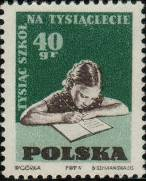 TYSIĄC SZKÓŁ
NA TYSIĄCLECIE
40
gr
POLSKA